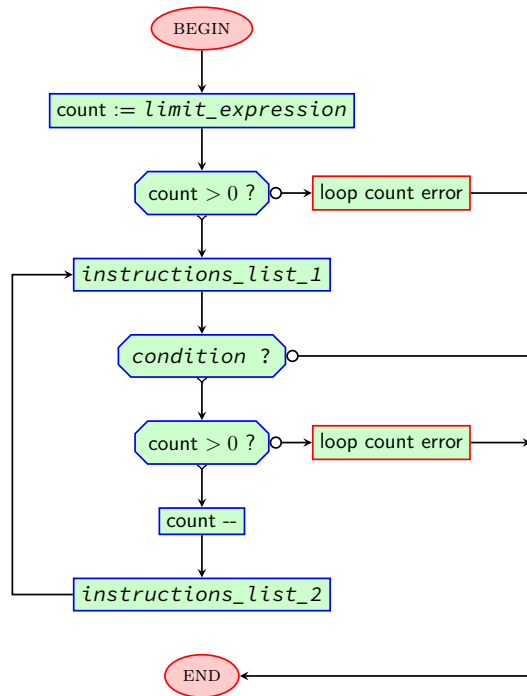 BEGIN
count := limit_expression
count > 0 ?
loop count error
instructions_list_1
condition ?
count > 0 ?
loop count error
count --
instructions_list_2
END